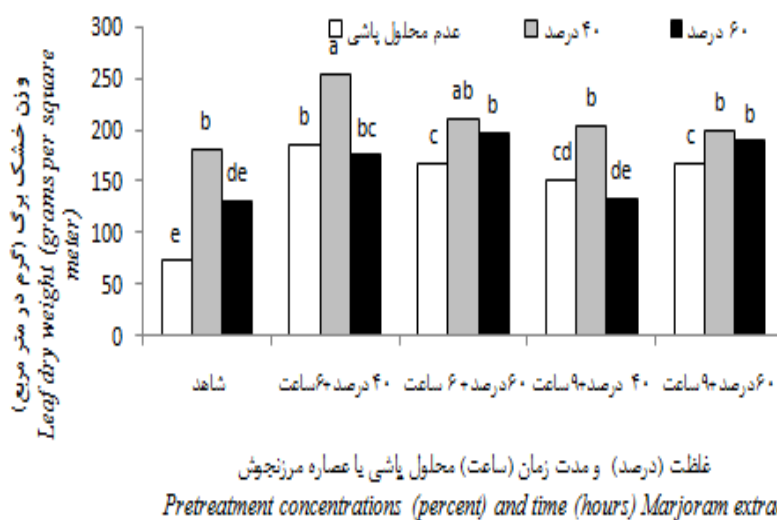 عدم محلول پاشی ۴۰ درصد ۶۰ درصد
وزن خشک برگ (گرم در متر مربع)
Leaf dry weight (grams per square
meter)
300
250
200
150
100
50
0
e b de
b a bc
c ab b
cd b de
c b b
شاهد
۴۰ درصد+۶ساعت
۶۰درصد+۶ ساعت
۴۰ درصد+۹ساعت
۶۰درصد+۹ساعت
غلظت (درصد) و مدت زمان (ساعت) محلول پاشی یا عصاره مرزنجوش
Pretreatment concentrations (percent) and time (hours) Marjoram extra